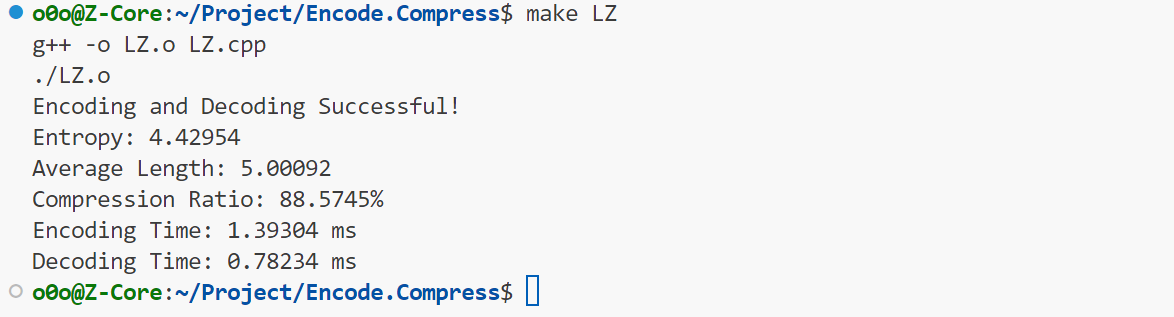 o0o@Z-Core:~/Project/Encode.Compress$ make LZ
g++ -o LZ.o LZ.cpp
./LZ.o
Encoding and Decoding Successful!
Entropy: 4.42954
Average Length: 5.00092
Compression Ratio: 88.5745%
Encoding Time: 1.39304 ms
Decoding Time: 0.78234 ms
o0o@Z-Core:~/Project/Encode.Compress$